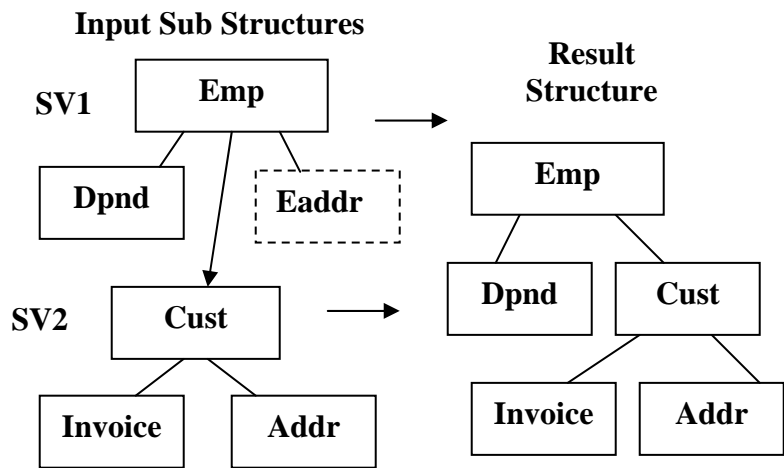 Input Sub Structures
SV1
Emp
Dpnd
Eaddr
SV2
Cust
Invoice
Addr
Result
Structure
Emp
Dpnd
Cust
Invoice
Addr